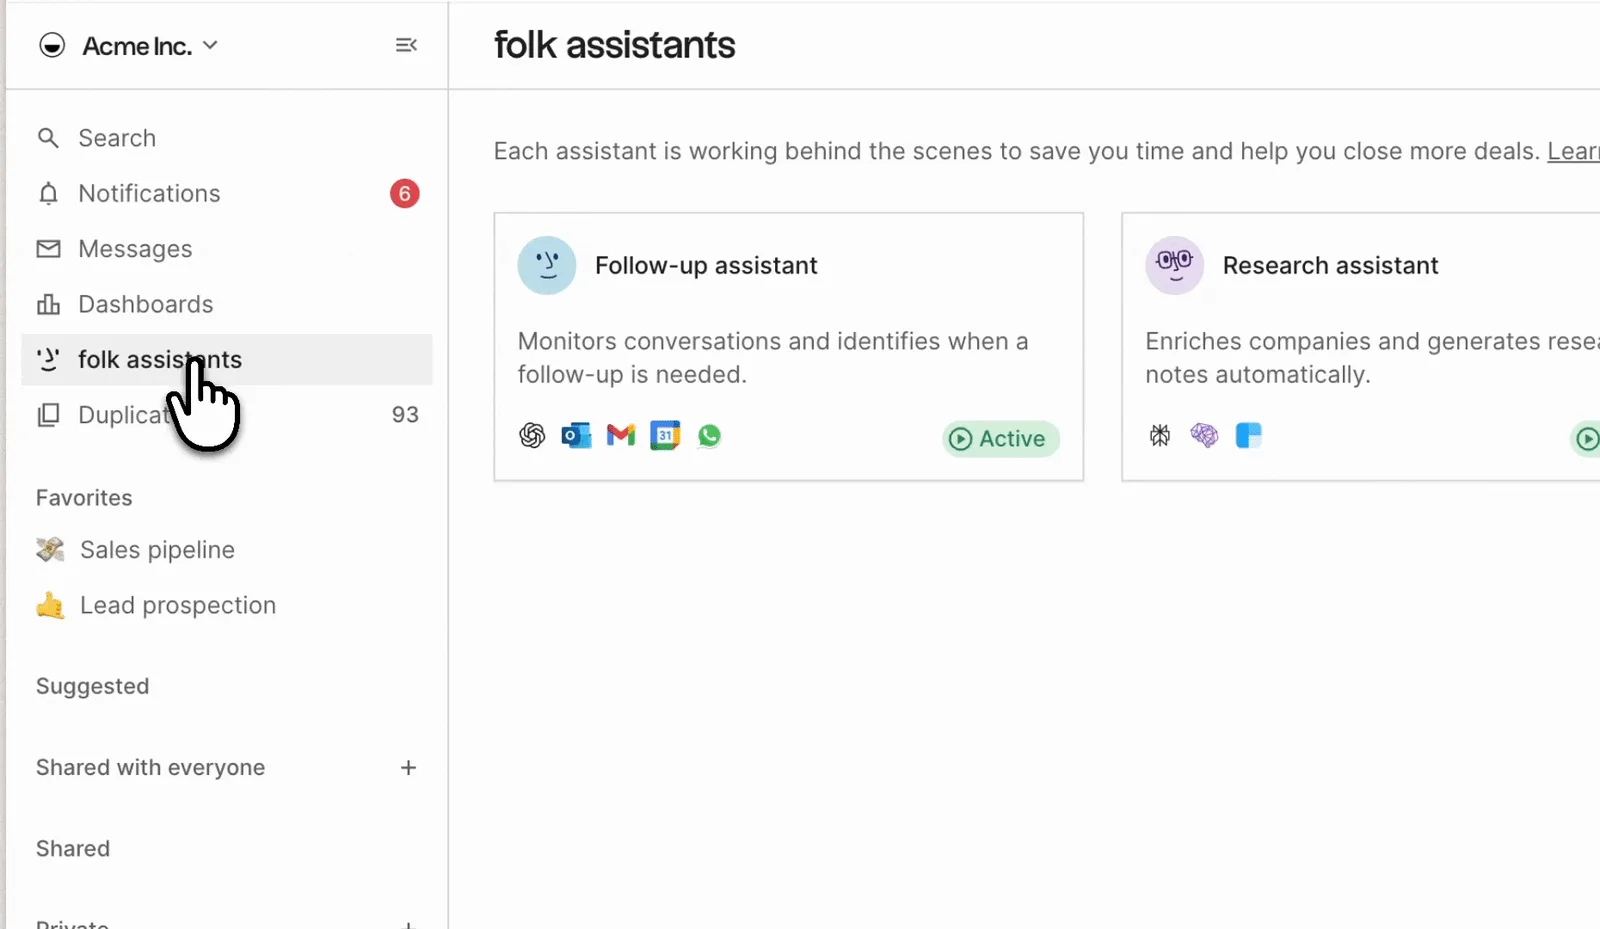 Acme Inc.
folk assistants
Search
Notifications 6
Messages
Dashboards
folk assistants
93
Favorites
Sales pipeline
Lead prospection
Suggested
Shared with everyone +
Shared
Private +
Each assistant is working behind the scenes to save you time and help you close more deals.
Follow-up assistant
Monitors conversations and identifies when a
follow-up is needed.
31
Active
Research assistant
Enriches companies and generates
notes automatically.